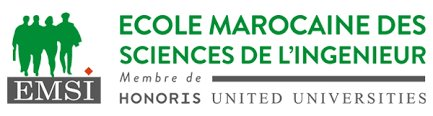 EMSI
ECOLE MAROCAINE DES
SCIENCES DE L'INGENIEUR
Membre de
HONORIS UNITED UNIVERSITIES